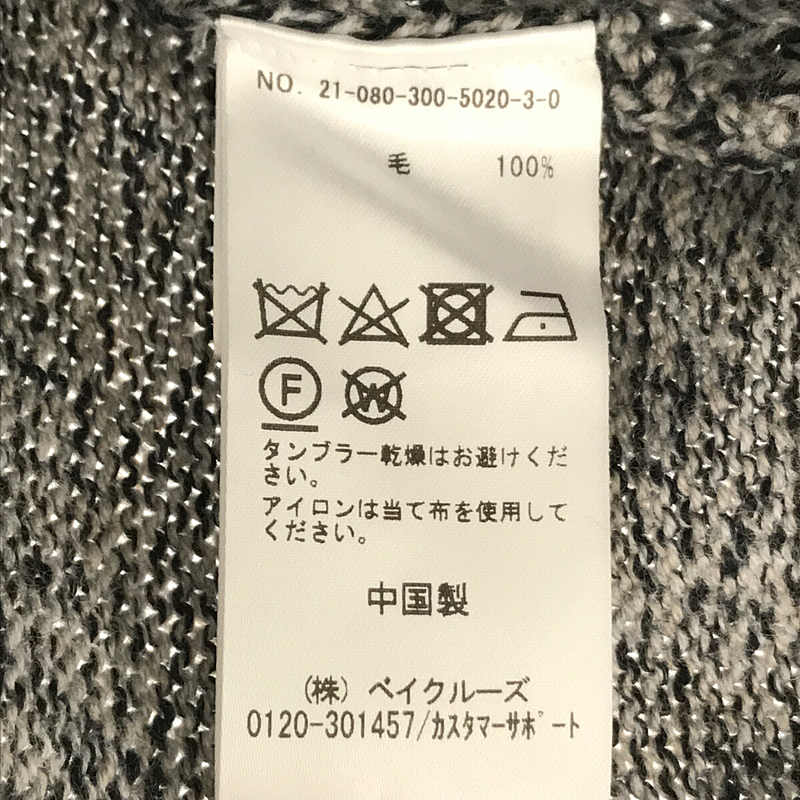 NO. 21-080-300-5020-3-0
毛 100%
F W
タンブラー乾燥はお避けくだ
さい。
アイロンは当て布を使用して
ください。
中国製
(株) ベイクルーズ
0120-301457/カスタマーサポート